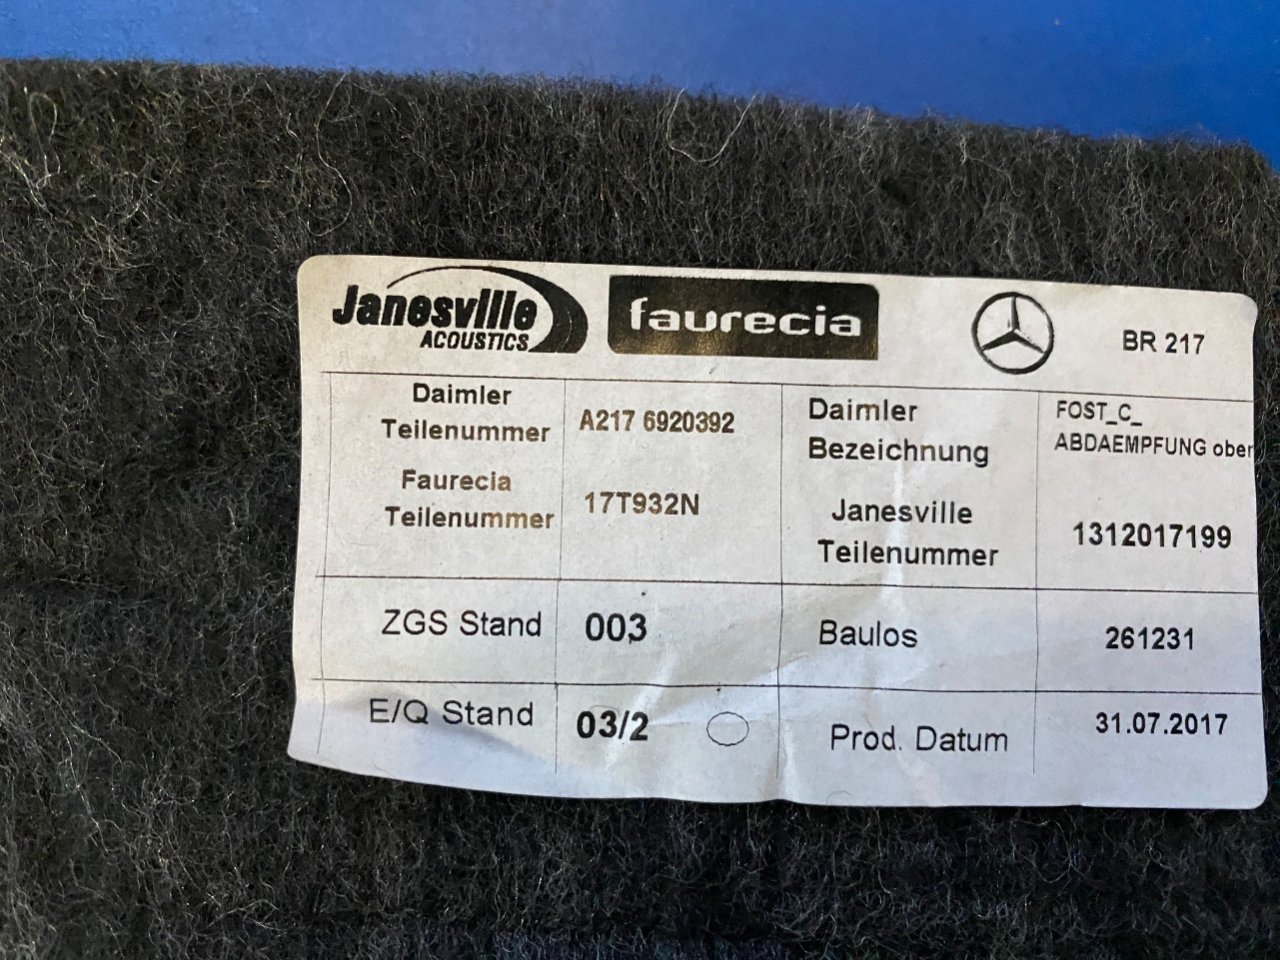 Janesville
ACOUSTICS
faurecia
BR 217
Daimler
Teilenummer
A217 6920392
Daimler
Bezeichnung
FOST_C_
ABDAEMPFUNG ober
Faurecia
Teilenummer
17T932N
Janesville
Teilenummer
1312017199
ZGS Stand
003
Baulos
261231
E/Q Stand
03/2
Prod. Datum
31.07.2017